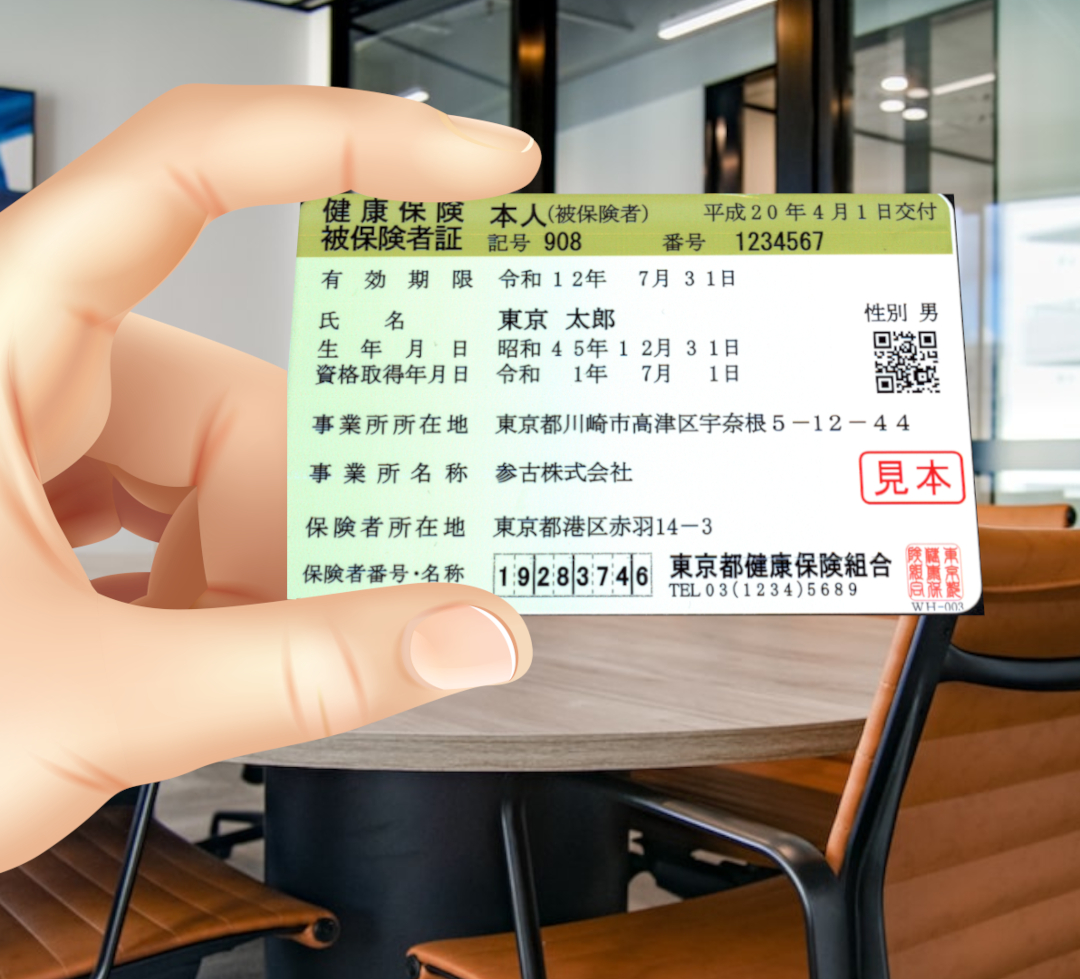 健康保険 本人(被保険者) 平成20年4月1日交付
被保険者証 記号 908 番号 1234567
有効期限 令和12年 7月31日
氏名 東京 太郎 性別 男
生年月日 昭和45年12月31日
資格取得年月日 令和 1年 7月 1日
事業所所在地 東京都川崎市高津区宇奈根5-12-44
事業所名称 参古株式会社
見本
保険者所在地 東京都港区赤羽14-3
保険者番号・名称 19283746 東京都健康保険組合
TEL03(1234)5689
東京都健康保険組合
WH-003